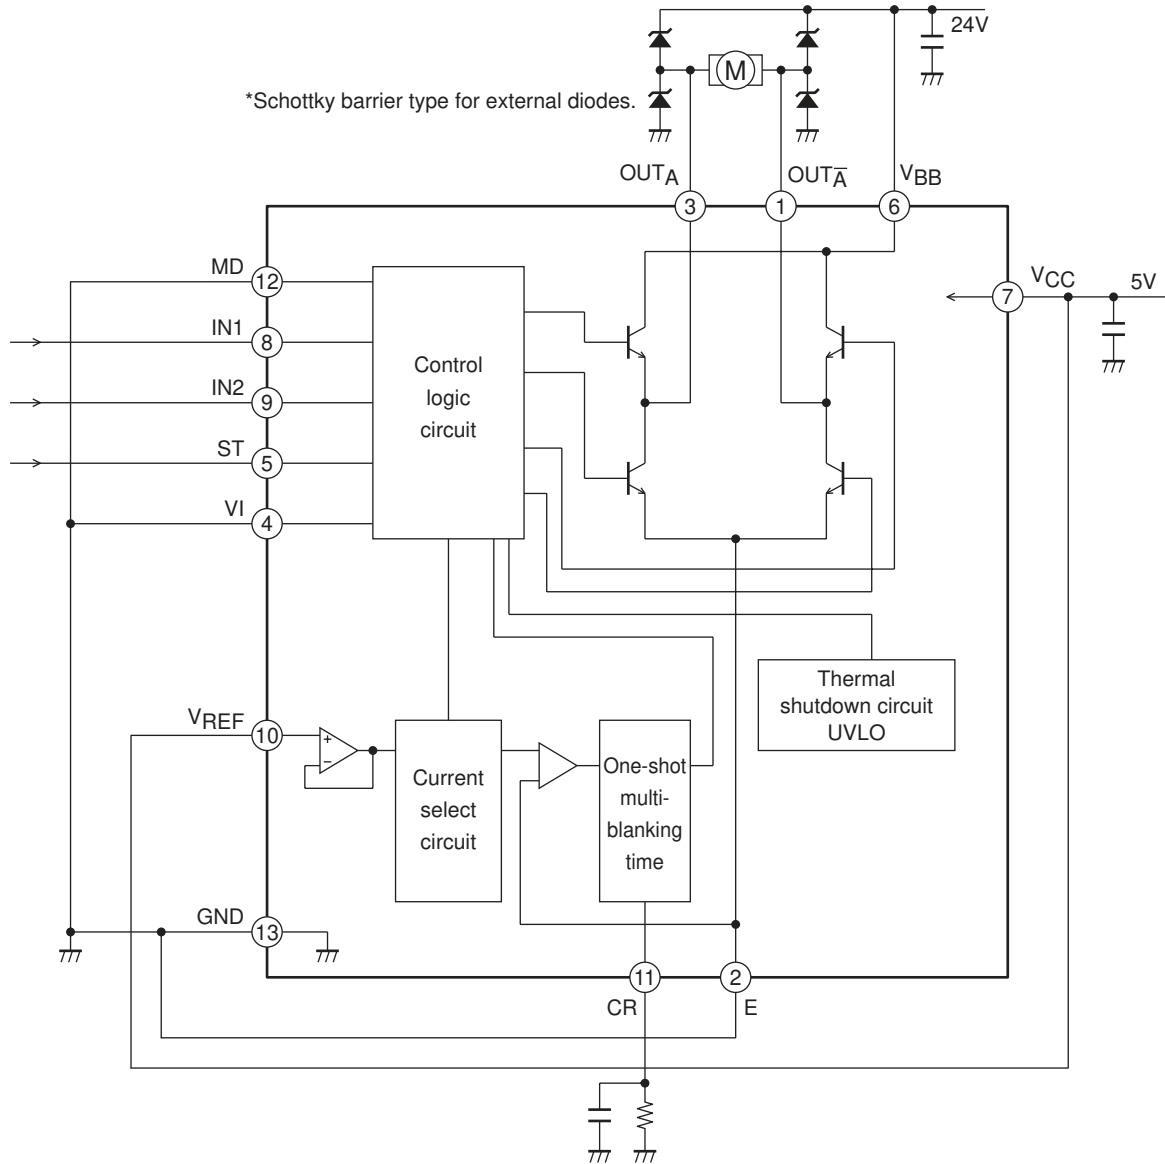 24V
M
*Schottky barrier type for external diodes.
OUTA
OUTA̅
VBB
3
1
6
MD
12
VCC
5V
7
IN1
8
Control
logic
circuit
IN2
9
ST
5
VI
4
Thermal
shutdown circuit
UVLO
VREF
10
+
−
Current
select
circuit
One-shot
multi-
blanking
time
GND
13
11
2
CR
E